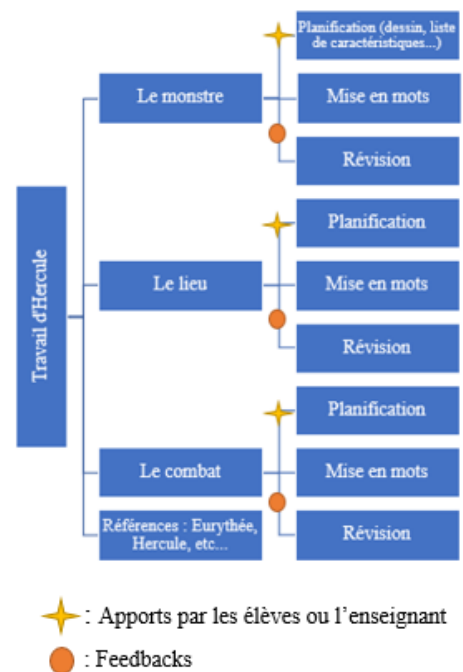 Travail d'Hercule
Le monstre
Planification (dessin, liste
de caractéristiques...)
Mise en mots
Révision
Le lieu
Planification
Mise en mots
Révision
Le combat
Planification
Mise en mots
Révision
Références : Eurythée,
Hercule, etc...
: Apports par les élèves ou l'enseignant
: Feedbacks